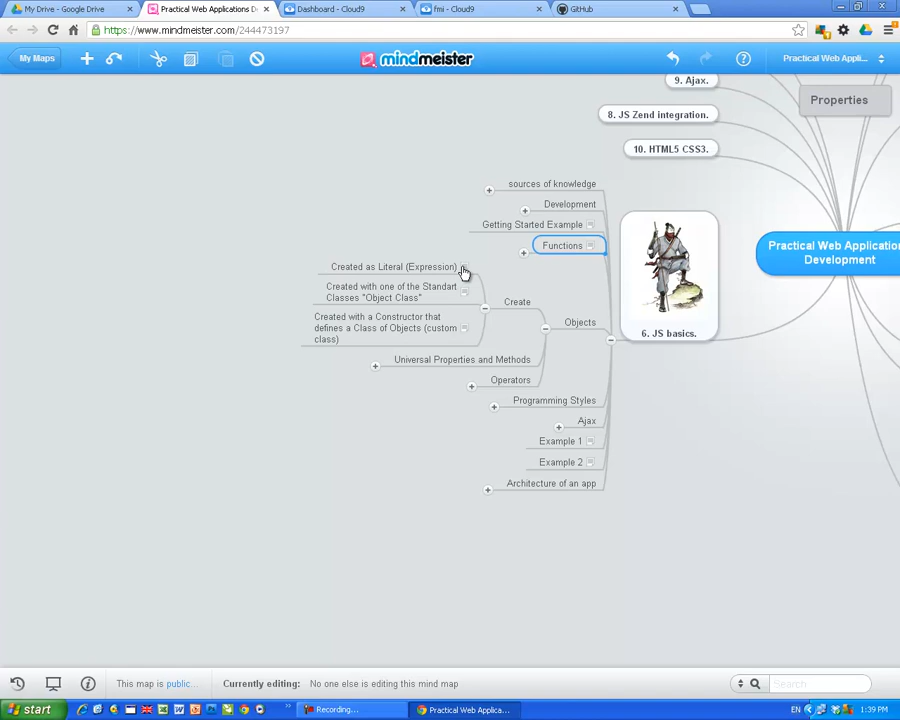 My Drive - Google Drive
Practical Web Applications De
Dashboard - Cloud9
fmi - Cloud9
GitHub
https://www.mindmeister.com/244473197
My Maps
mindmeister
Practical Web Appli...
9. Ajax.
Properties
8. JS Zend integration.
10. HTML5 CSS3.
sources of knowledge
Development
Getting Started Example
Functions
Practical Web Application
Development
Created as Literal (Expression)
Created with one of the Standart
Classes "Object Class"
Create
Created with a Constructor that
defines a Class of Objects (custom
class)
Objects
6. JS basics.
Universal Properties and Methods
Operators
Programming Styles
Ajax
Example 1
Example 2
Architecture of an app
This map is public...
Currently editing:
No one else is editing this mind map
Search
start
Recording...
Practical Web Applica...
EN
1:39 PM